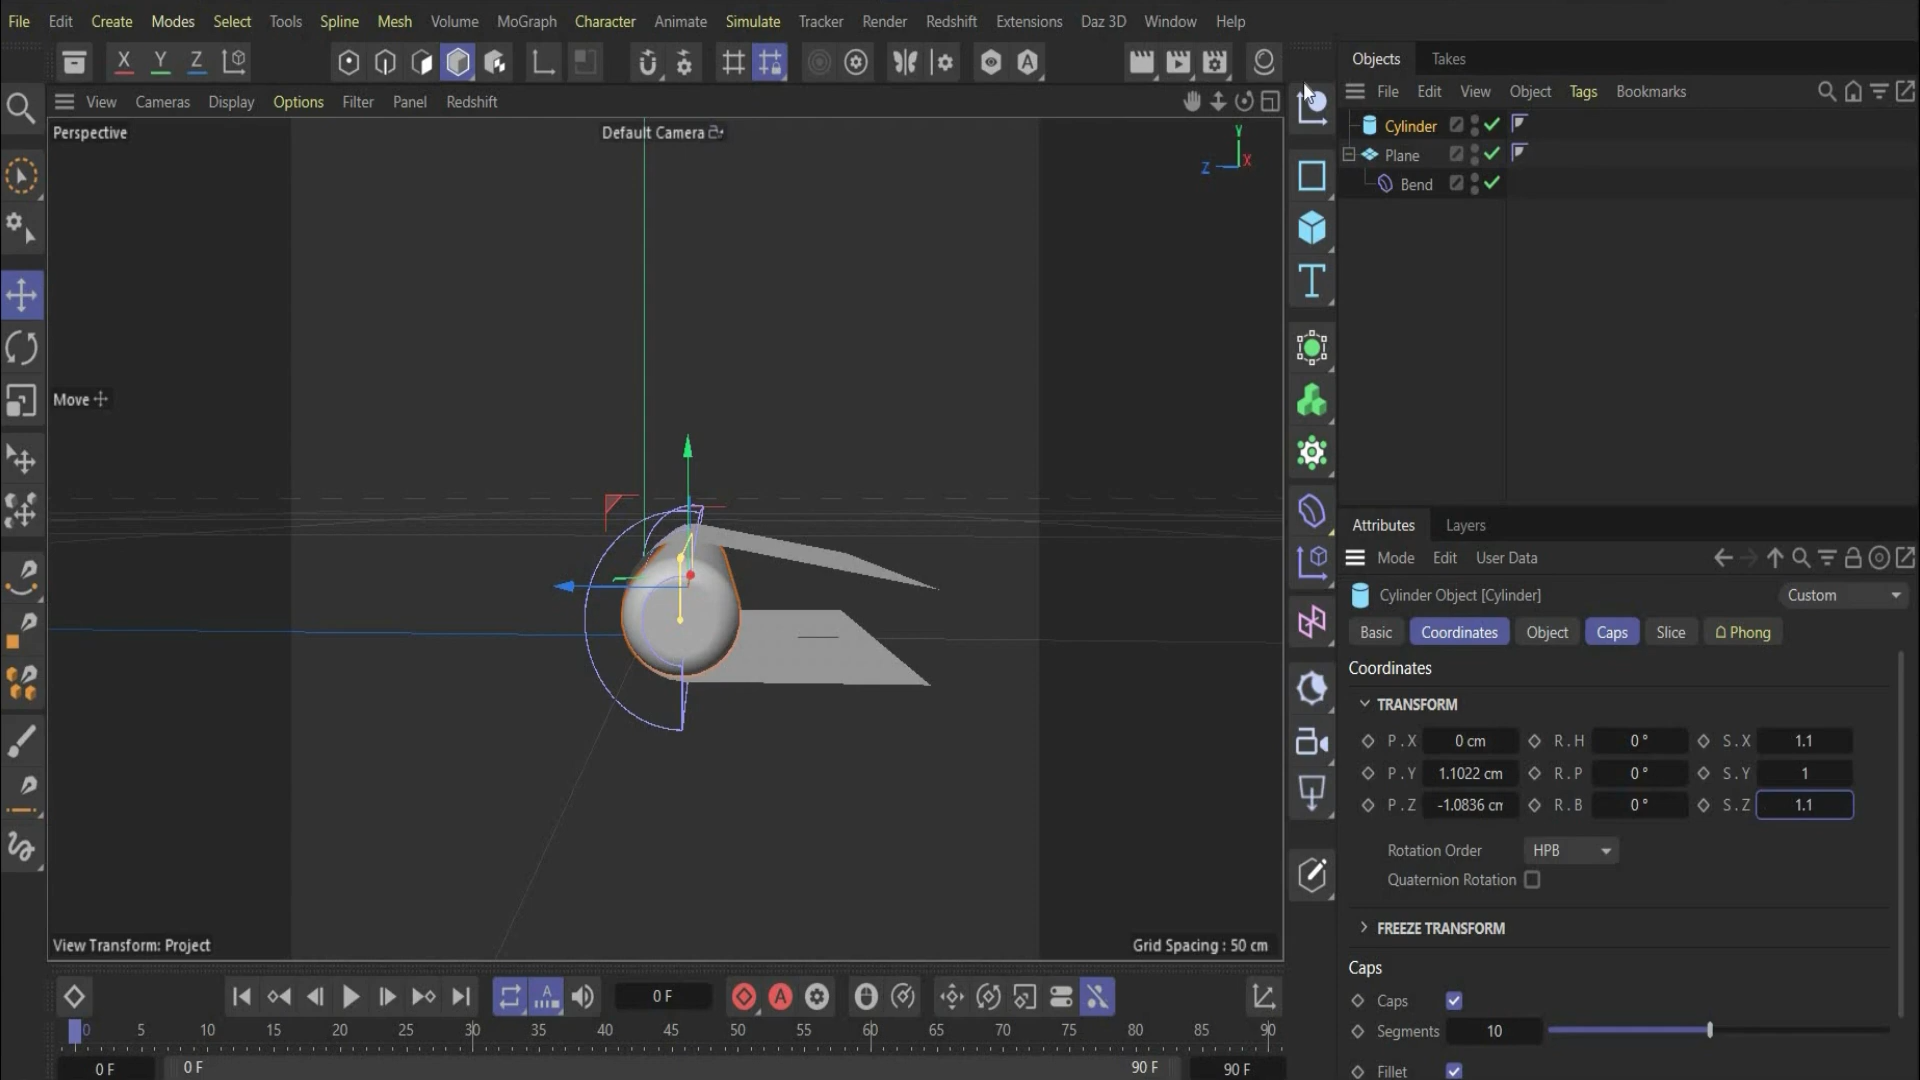 File Edit Create Modes Select Tools Spline Mesh Volume MoGraph Character Animate Simulate Tracker Render Redshift Extensions Daz 3D Window Help
X Y Z
Objects Takes
File Edit View Object Tags Bookmarks
View Cameras Display Options Filter Panel Redshift
Perspective
Default Camera
Y
X
Z
Cylinder
Plane
Bend
Move
View Transform: Project
Grid Spacing : 50 cm
Attributes Layers
Mode Edit User Data
Cylinder Object [Cylinder]
Custom
Basic Coordinates Object Caps Slice Phong
Coordinates
TRANSFORM
P . X 0 cm R . H 0 ° S . X 1.1
P . Y 1.1022 cm R . P 0 ° S . Y 1
P . Z -1.0836 cm R . B 0 ° S . Z 1.1
Rotation Order HPB
Quaternion Rotation
FREEZE TRANSFORM
Caps
Caps
Segments 10
Fillet
0 F
0 5 10 15 20 25 30 35 40 45 50 55 60 65 70 75 80 85 90
0 F 0 F 90 F 90 F